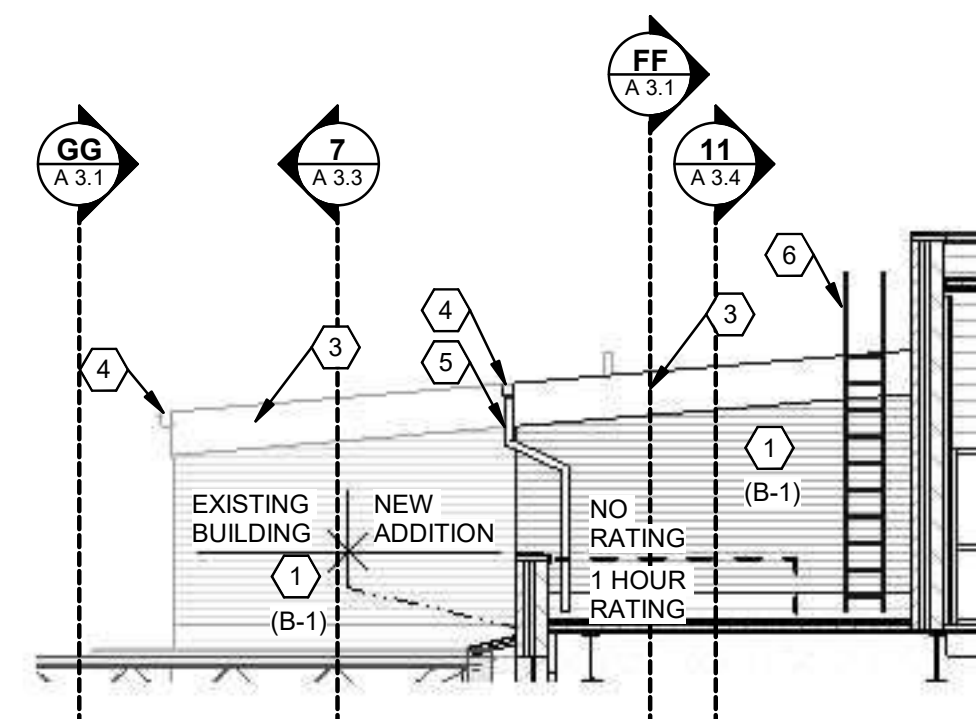 FF
A 3.1
GG
A 3.1
7
A 3.3
11
A 3.4
6
4
3
3
4
5
1
(B-1)
EXISTING
BUILDING
NEW
ADDITION
NO
RATING
1 HOUR
RATING
1
(B-1)